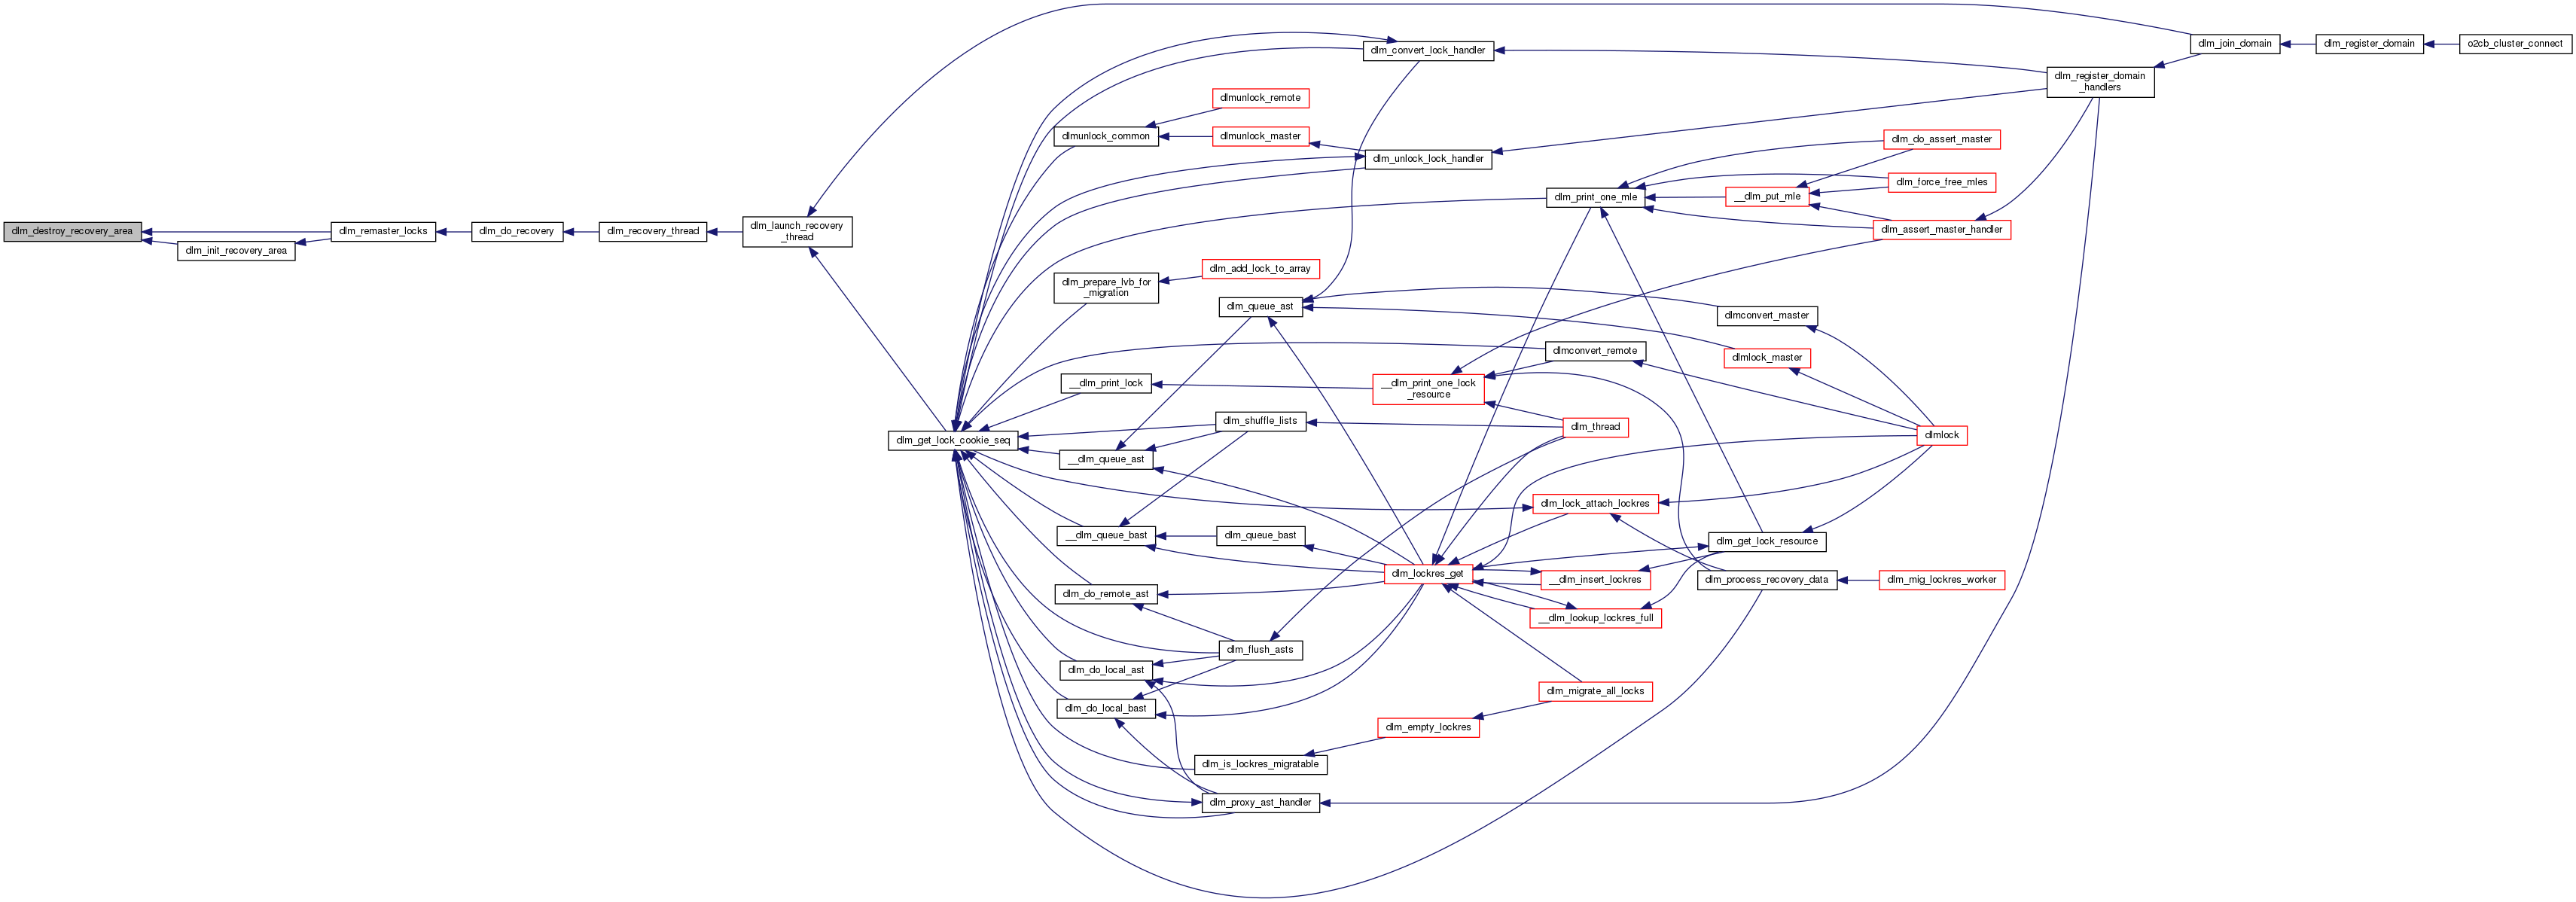 dlm_destroy_recovery_area
dlm_init_recovery_area
dlm_remaster_locks
dlm_do_recovery
dlm_recovery_thread
dlm_launch_recovery
_thread
dlm_get_lock_cookie_seq
dlmunlock_common
dlm_prepare_lvb_for
_migration
__dlm_print_lock
__dlm_queue_ast
__dlm_queue_bast
dlm_do_remote_ast
dlm_do_local_ast
dlm_do_local_bast
dlmunlock_remote
dlmunlock_master
dlm_add_lock_to_array
dlm_queue_ast
dlm_shuffle_lists
dlm_queue_bast
dlm_flush_asts
dlm_is_lockres_migratable
dlm_proxy_ast_handler
dlm_convert_lock_handler
dlm_unlock_lock_handler
__dlm_print_one_lock
_resource
dlm_lockres_get
dlm_empty_lockres
dlm_print_one_mle
dlmconvert_remote
dlm_thread
dlm_lock_attach_lockres
__dlm_insert_lockres
__dlm_lookup_lockres_full
dlm_migrate_all_locks
__dlm_put_mle
dlmconvert_master
dlmlock_master
dlm_get_lock_resource
dlm_process_recovery_data
dlm_do_assert_master
dlm_force_free_mles
dlm_assert_master_handler
dlmlock
dlm_mig_lockres_worker
dlm_register_domain
_handlers
dlm_join_domain
dlm_register_domain
o2cb_cluster_connect